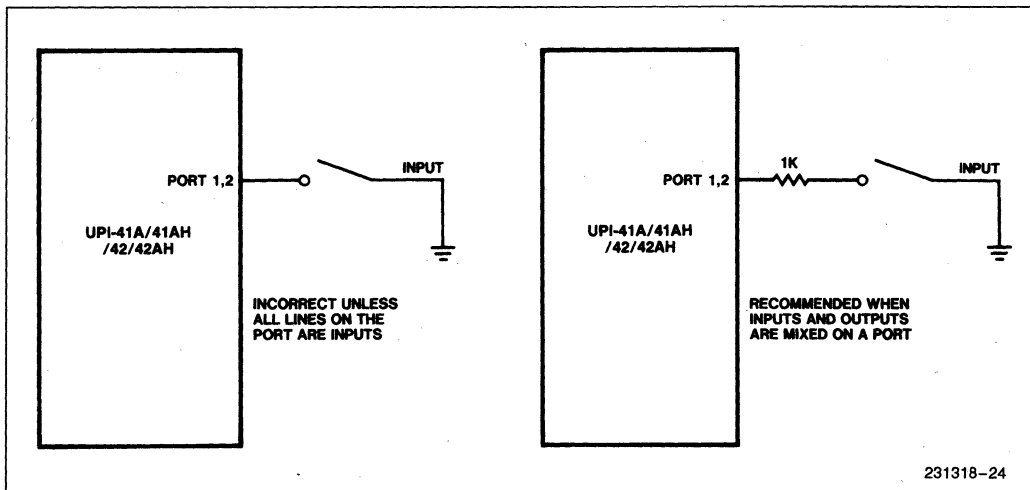 PORT 1,2
INPUT
UPI-41A/41AH
/42/42AH
INCORRECT UNLESS
ALL LINES ON THE
PORT ARE INPUTS
PORT 1,2
1K
INPUT
UPI-41A/41AH
/42/42AH
RECOMMENDED WHEN
INPUTS AND OUTPUTS
ARE MIXED ON A PORT
231318-24